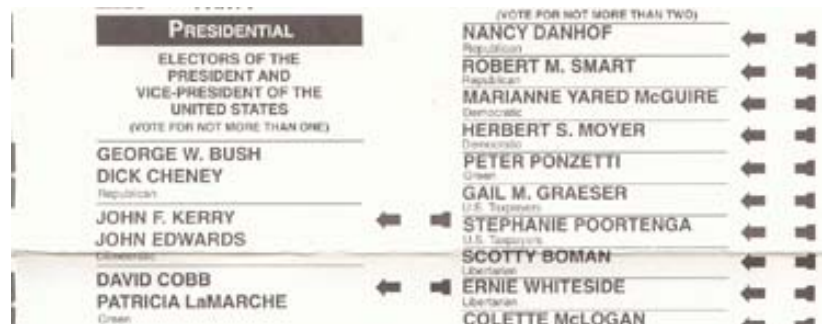 PRESIDENTIAL
ELECTORS OF THE
PRESIDENT AND
VICE-PRESIDENT OF THE
UNITED STATES
(VOTE FOR NOT MORE THAN ONE)
GEORGE W. BUSH
DICK CHENEY
Republican
JOHN F. KERRY
JOHN EDWARDS
Democratic
DAVID COBB
PATRICIA LaMARCHE
Green
(VOTE FOR NOT MORE THAN TWO)
NANCY DANHOF
Republican
ROBERT M. SMART
Republican
MARIANNE YARED McGUIRE
Democratic
HERBERT S. MOYER
Democratic
PETER PONZETTI
Green
GAIL M. GRAESER
U.S. Taxpayers
STEPHANIE POORTENGA
U.S. Taxpayers
SCOTTY BOMAN
Libertarian
ERNIE WHITESIDE
Libertarian
COLETTE McLOGAN